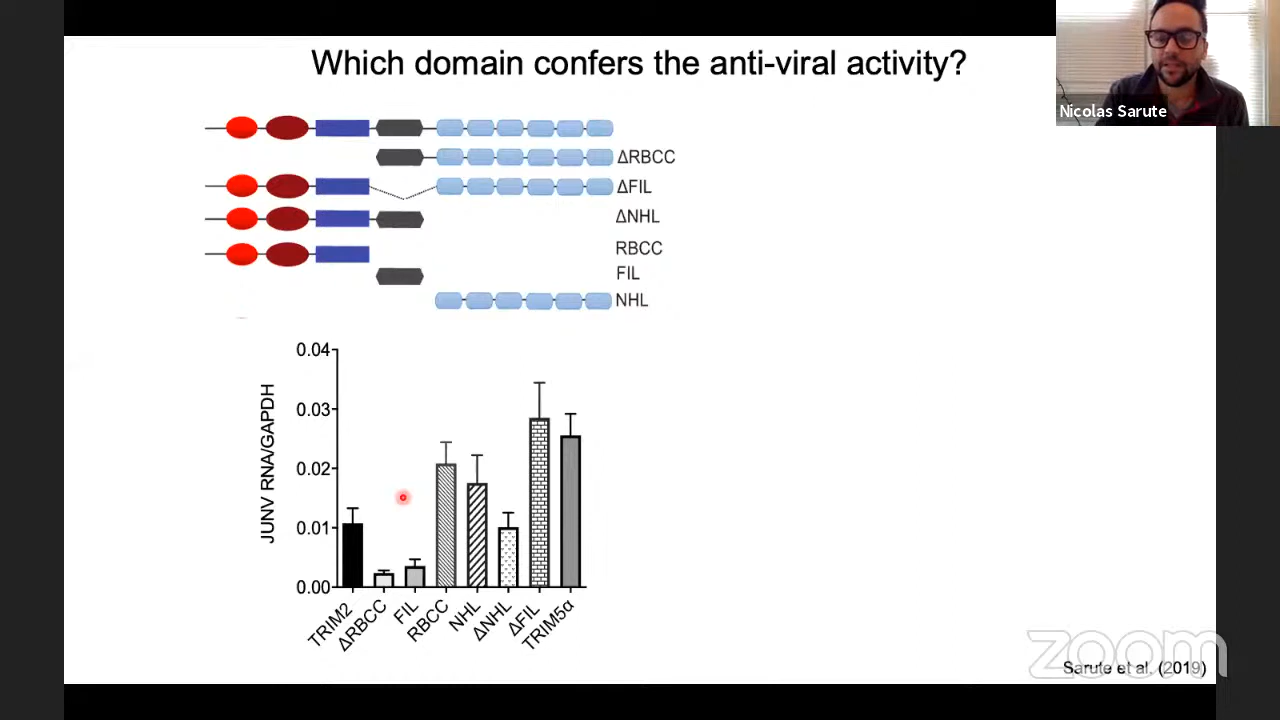 Which domain confers the anti-viral activity?
Nicolas Sarute
ΔRBCC
ΔFIL
ΔNHL
RBCC
FIL
NHL
JUNV RNA/GAPDH
0.04
0.03
0.02
0.01
0.00
TRIM2
ΔRBCC
FIL
RBCC
NHL
ΔNHL
ΔFIL
TRIM5α
zoom
Sarute et al. (2019)